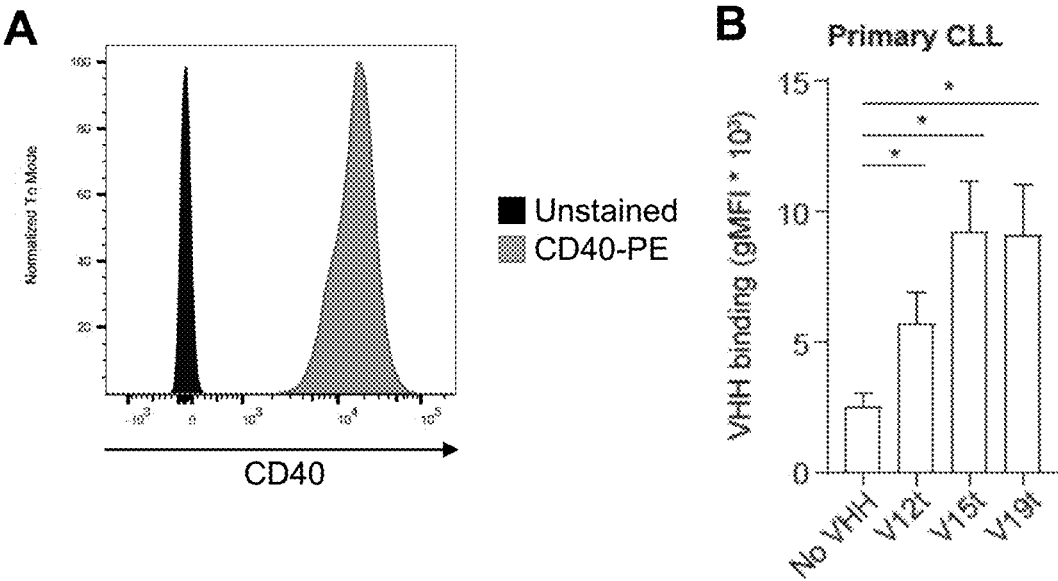 A
Normalized To Mode
100
80
60
40
20
-10³ 0 10³ 10⁴ 10⁵
CD40
Unstained
CD40-PE
B
Primary CLL
VHH binding (gMFI * 10³)
15
10
5
0
*
*
*
No VHH V12t V15t V19t